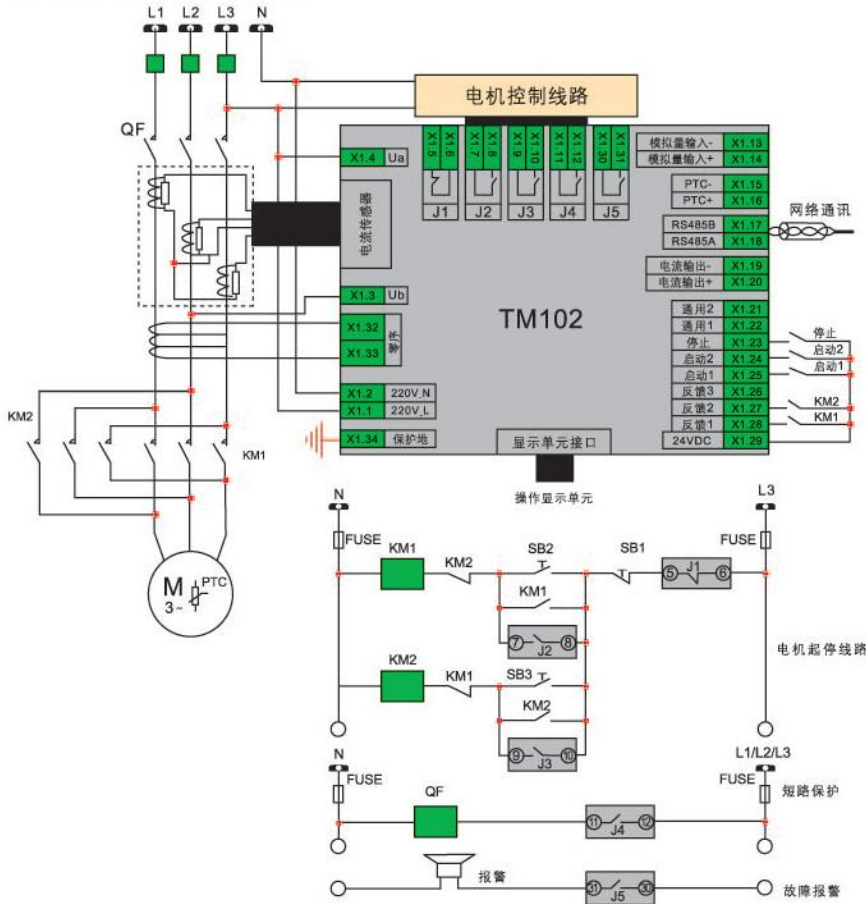 L1 L2 L3 N
电机控制线路
QF
X1.4 Ua
X1.5 X1.6 X1.7 X1.8 X1.9 X1.10 X1.11 X1.12 X1.30 X1.31
J1 J2 J3 J4 J5
电流传感器
X1.3 Ub
X1.32
X1.33
零序
X1.2 220V_N
X1.1 220V_L
X1.34 保护地
TM102
显示单元接口
操作显示单元
模拟量输入- X1.13
模拟量输入+ X1.14
PTC- X1.15
PTC+ X1.16
RS485B X1.17
RS485A X1.18
网络通讯
电流输出- X1.19
电流输出+ X1.20
通用2 X1.21
通用1 X1.22
停止 X1.23 停止
启动2 X1.24 启动2
启动1 X1.25 启动1
反馈3 X1.26
反馈2 X1.27 KM2
反馈1 X1.28 KM1
24VDC X1.29
KM2
KM1
M
3~
PTC
N L3
FUSE FUSE
KM1 KM2 SB2 SB1 5 J1 6
KM1
7 J2 8
电机起停线路
KM2 KM1 SB3
KM2
9 J3 10
N L1/L2/L3
FUSE FUSE 短路保护
QF 11 J4 12
报警 31 J5 30 故障报警